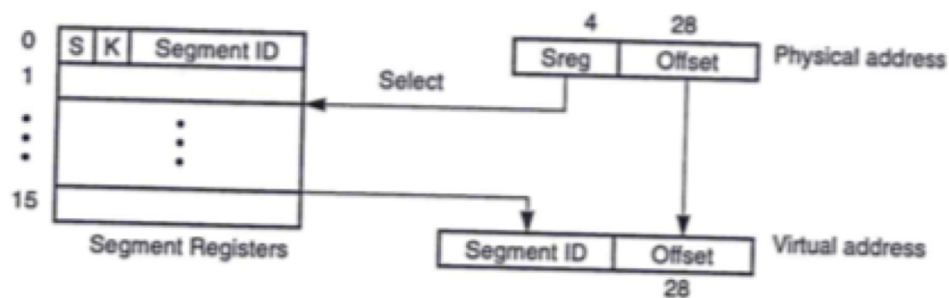 4 28
0 S K Segment ID
Sreg Offset Physical address
1
Select
15
Segment Registers
Segment ID Offset Virtual address
28